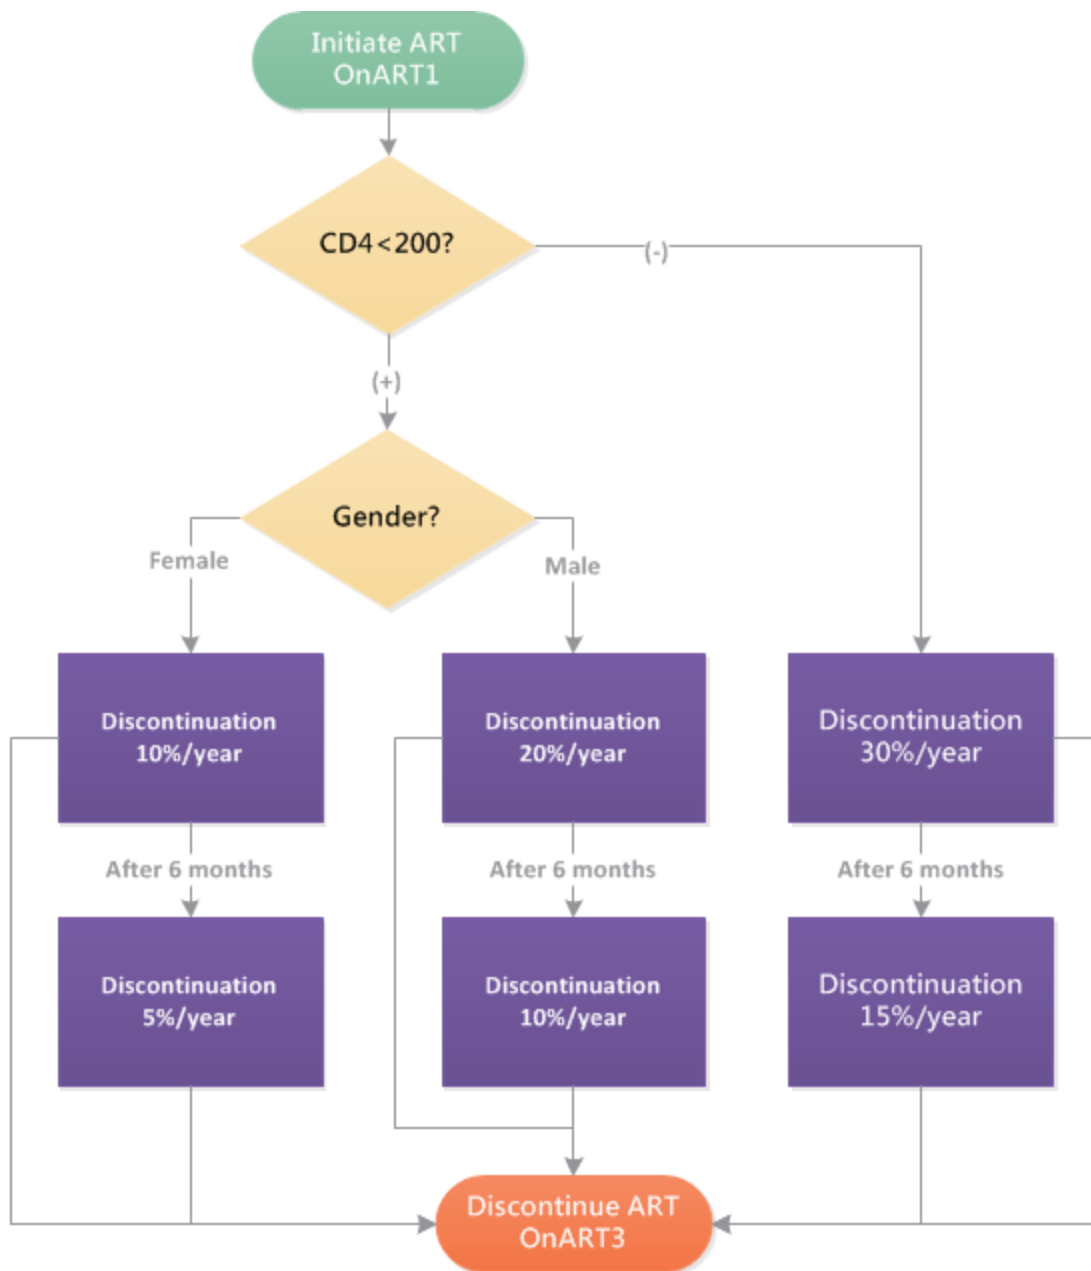 Initiate ART
OnART1
CD4<200?
(-)
(+)
Gender?
Female
Male
Discontinuation
10%/year
Discontinuation
20%/year
Discontinuation
30%/year
After 6 months
After 6 months
After 6 months
Discontinuation
5%/year
Discontinuation
10%/year
Discontinuation
15%/year
Discontinue ART
OnART3